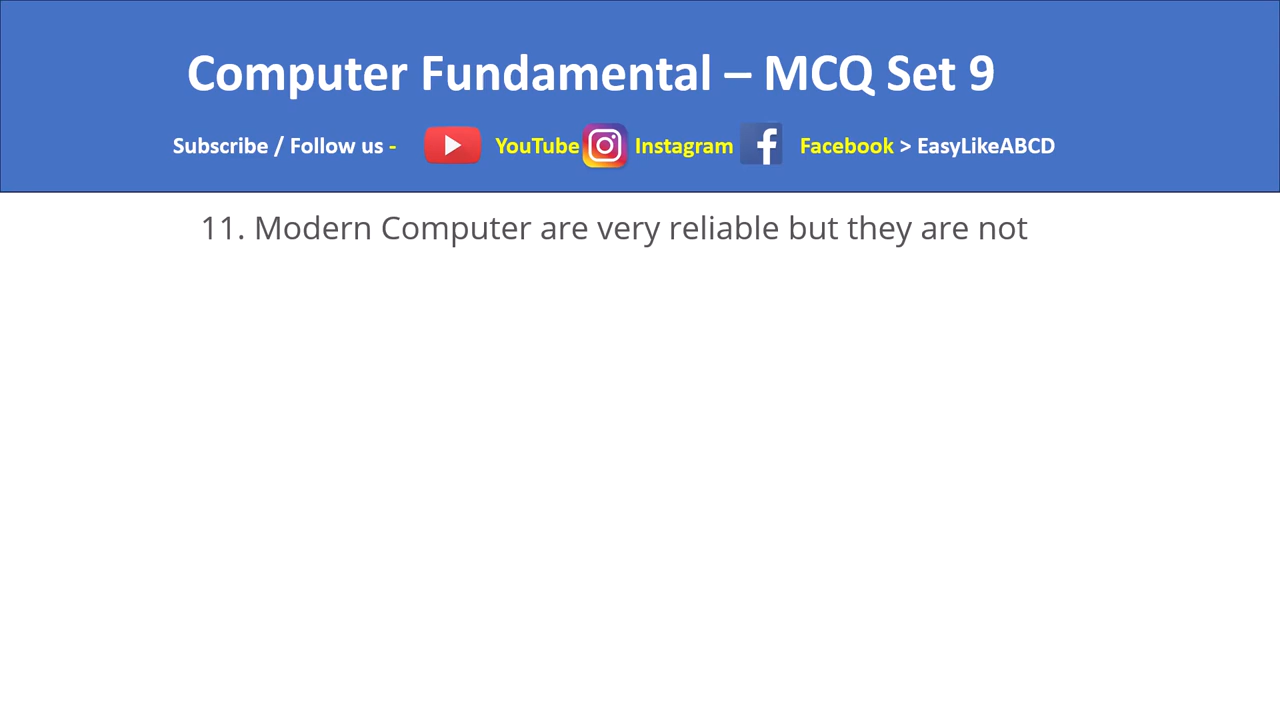 Computer Fundamental – MCQ Set 9
Subscribe / Follow us - YouTube Instagram Facebook > EasyLikeABCD
11. Modern Computer are very reliable but they are not